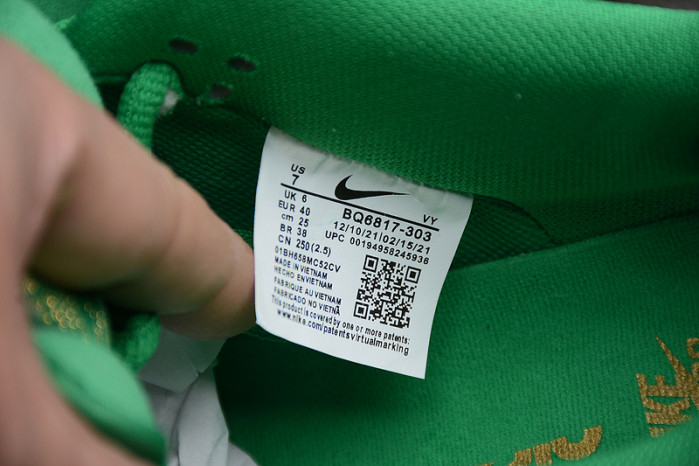 US
7
UK 6
EUR 40
cm 25
BR 38
CN 250(2.5)
BQ6817-303 VY
12/10/21|02/15/21
UPC 00194958245936
01BH658MC52CV
MADE IN VIETNAM
HECHO EN VIETNAM
FABRIQUE AU VIETNAM
FABRICADO NO VIETNÃ
This product is covered by one or more patents:
www.nike.com/patentsvirtualmarking
NIKE